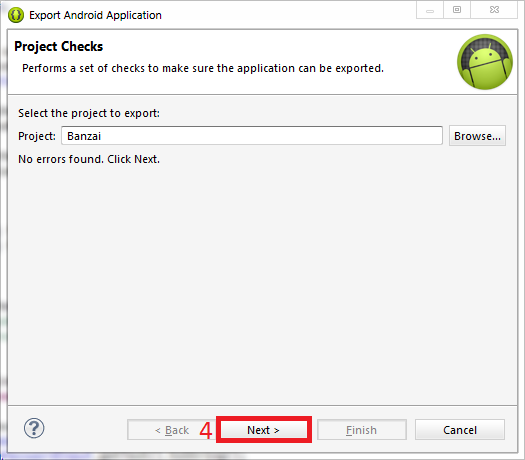 Export Android Application
Project Checks
Performs a set of checks to make sure the application can be exported.
Select the project to export:
Project: Banzai Browse...
No errors found. Click Next.
? < Back 4 Next > Finish Cancel